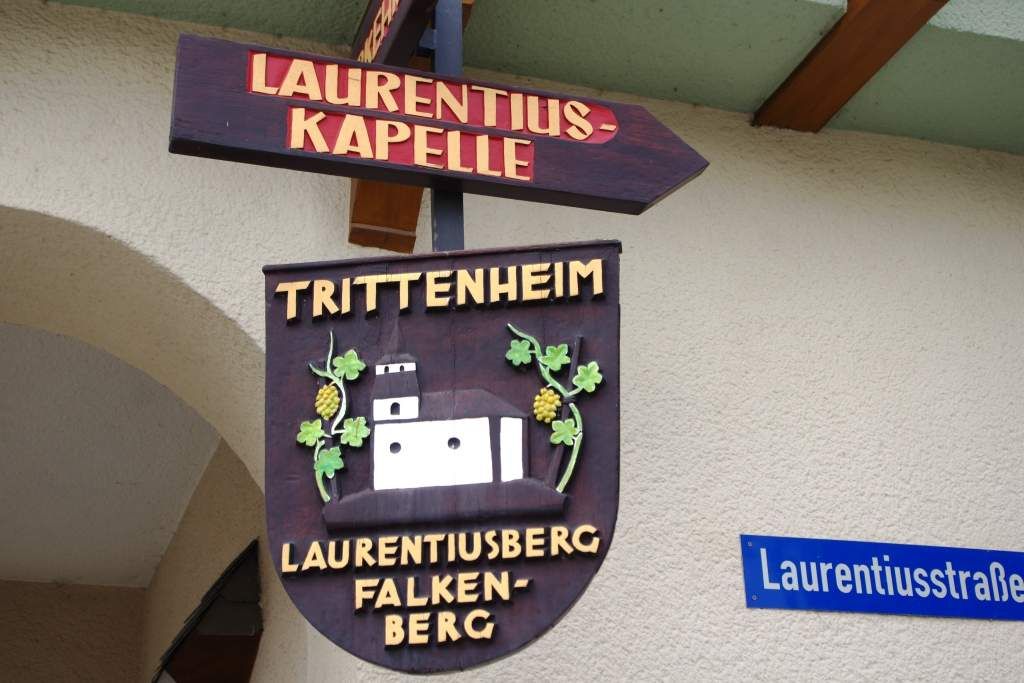 LAURENTIUS-
KAPELLE
TRITTENHEIM
LAURENTIUSBERG
FALKEN-
BERG
Laurentiusstraße